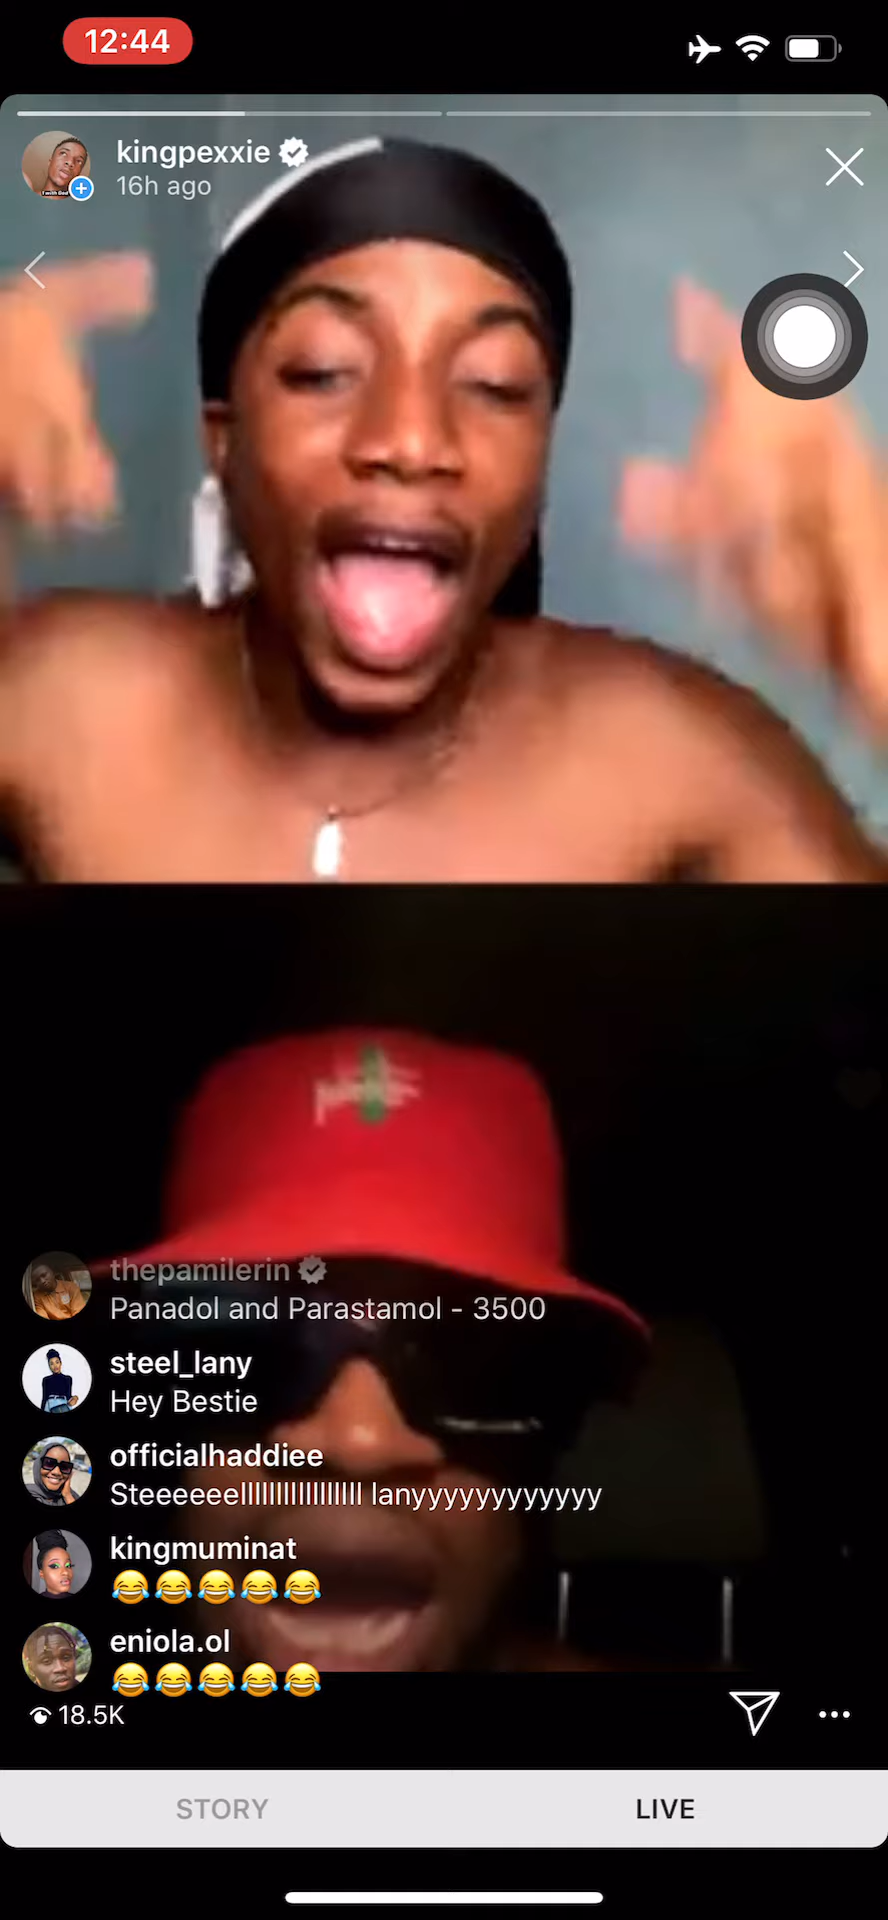 12:44
kingpexxie
16h ago
thepamilerin
Panadol and Parastamol - 3500
steel_lany
Hey Bestie
officialhaddiee
Steeeeeellllllllllllllllll lanyyyyyyyyyyyy
kingmuminat
😂😂😂😂😂
eniola.ol
😂😂😂😂😂
18.5K
STORY
LIVE